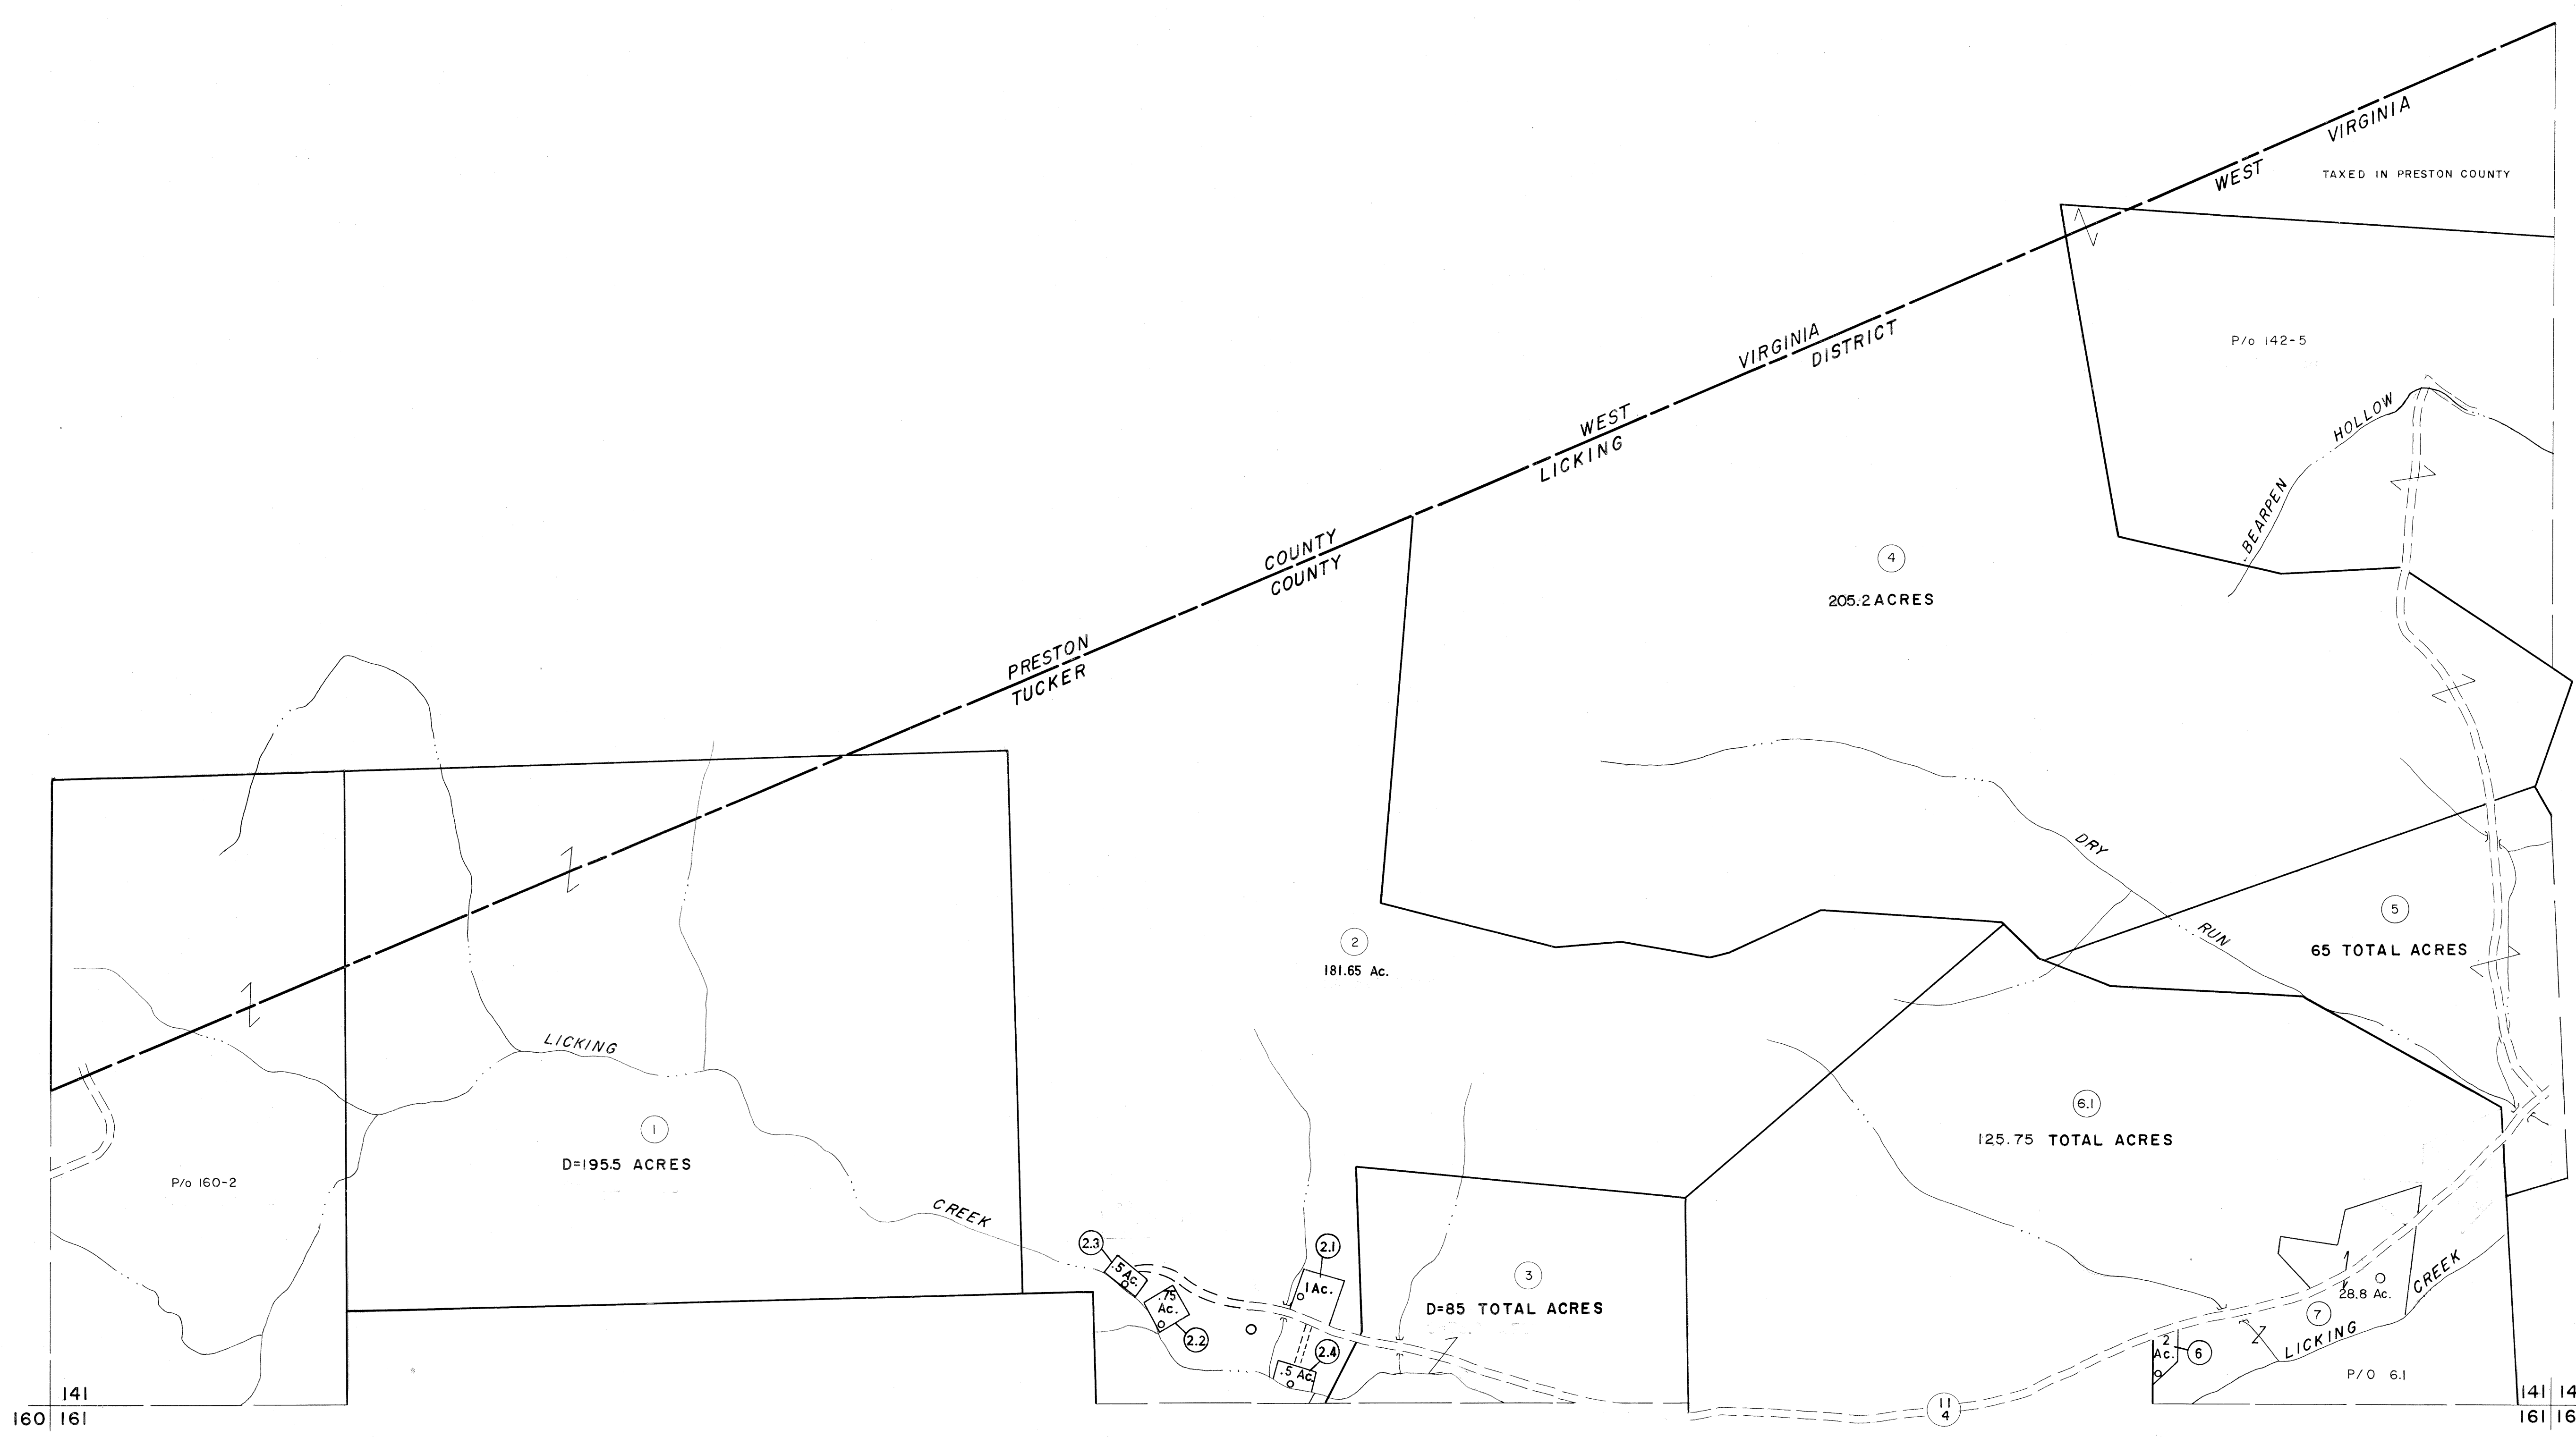 VIRGINIA
WEST
TAXED IN PRESTON COUNTY
P/o 142-5
VIRGINIA
DISTRICT
WEST
LICKING
BEARPEN HOLLOW
COUNTY
COUNTY
4
205.2 ACRES
PRESTON
TUCKER
DRY RUN
5
65 TOTAL ACRES
2
181.65 Ac.
LICKING CREEK
1
D=195.5 ACRES
P/o 160-2
6.1
125.75 TOTAL ACRES
2.3
.5 Ac.
.75
Ac.
2.2
2.1
1 Ac.
2.4
.5 Ac.
3
D=85 TOTAL ACRES
28.8 Ac.
7
LICKING CREEK
2
Ac.
6
P/O 6.1
11
4
141
160 161
141 14
161 16